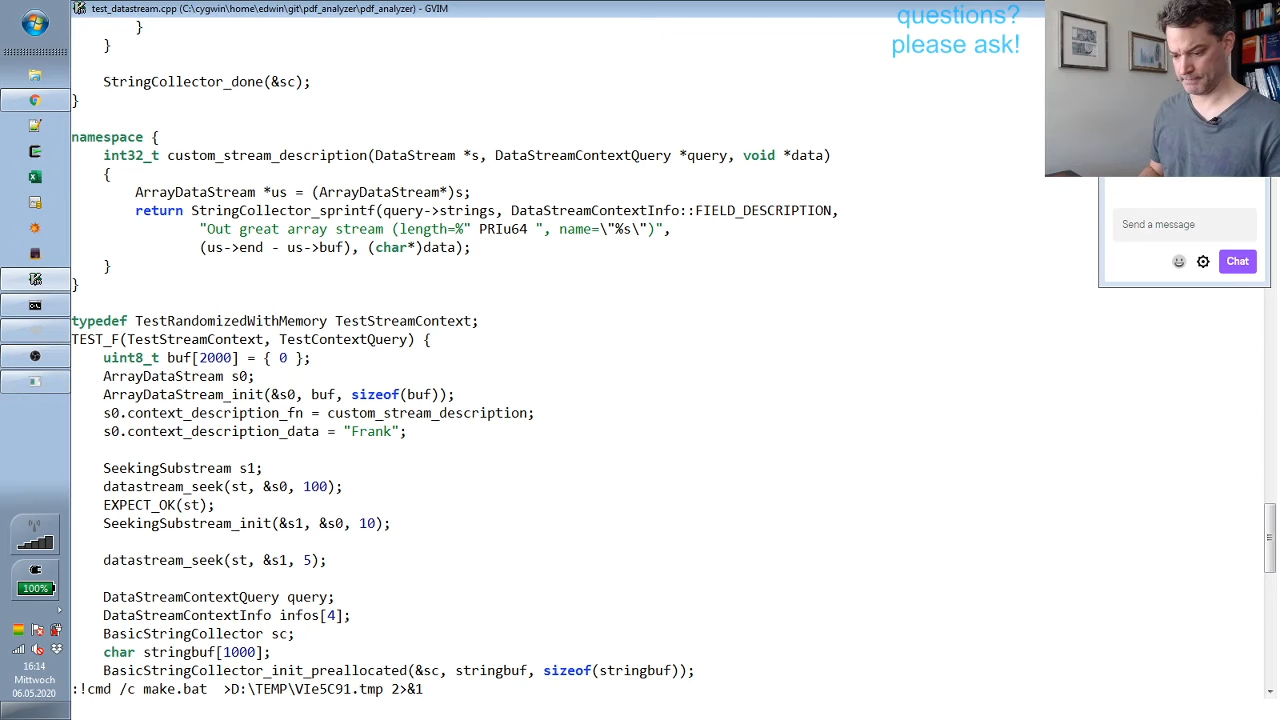 test_datastream.cpp (C:\cygwin\home\edwin\git\pdf_analyzer\pdf_analyzer) - GVIM
questions?
please ask!
        }
    }
    StringCollector_done(&sc);
}
namespace {
    int32_t custom_stream_description(DataStream *s, DataStreamContextQuery *query, void *data)
    {
        ArrayDataStream *us = (ArrayDataStream*)s;
        return StringCollector_sprintf(query->strings, DataStreamContextInfo::FIELD_DESCRIPTION,
                "Out great array stream (length=%" PRIu64 ", name=\"%s\")",
                (us->end - us->buf), (char*)data);
    }
}
typedef TestRandomizedWithMemory TestStreamContext;
TEST_F(TestStreamContext, TestContextQuery) {
    uint8_t buf[2000] = { 0 };
    ArrayDataStream s0;
    ArrayDataStream_init(&s0, buf, sizeof(buf));
    s0.context_description_fn = custom_stream_description;
    s0.context_description_data = "Frank";
    SeekingSubstream s1;
    datastream_seek(st, &s0, 100);
    EXPECT_OK(st);
    SeekingSubstream_init(&s1, &s0, 10);
    datastream_seek(st, &s1, 5);
    DataStreamContextQuery query;
    DataStreamContextInfo infos[4];
    BasicStringCollector sc;
    char stringbuf[1000];
    BasicStringCollector_init_preallocated(&sc, stringbuf, sizeof(stringbuf));
:!cmd /c make.bat  >D:\TEMP\VIe5C91.tmp 2>&1
Send a message
Chat
100%
16:14
Mittwoch
06.05.2020